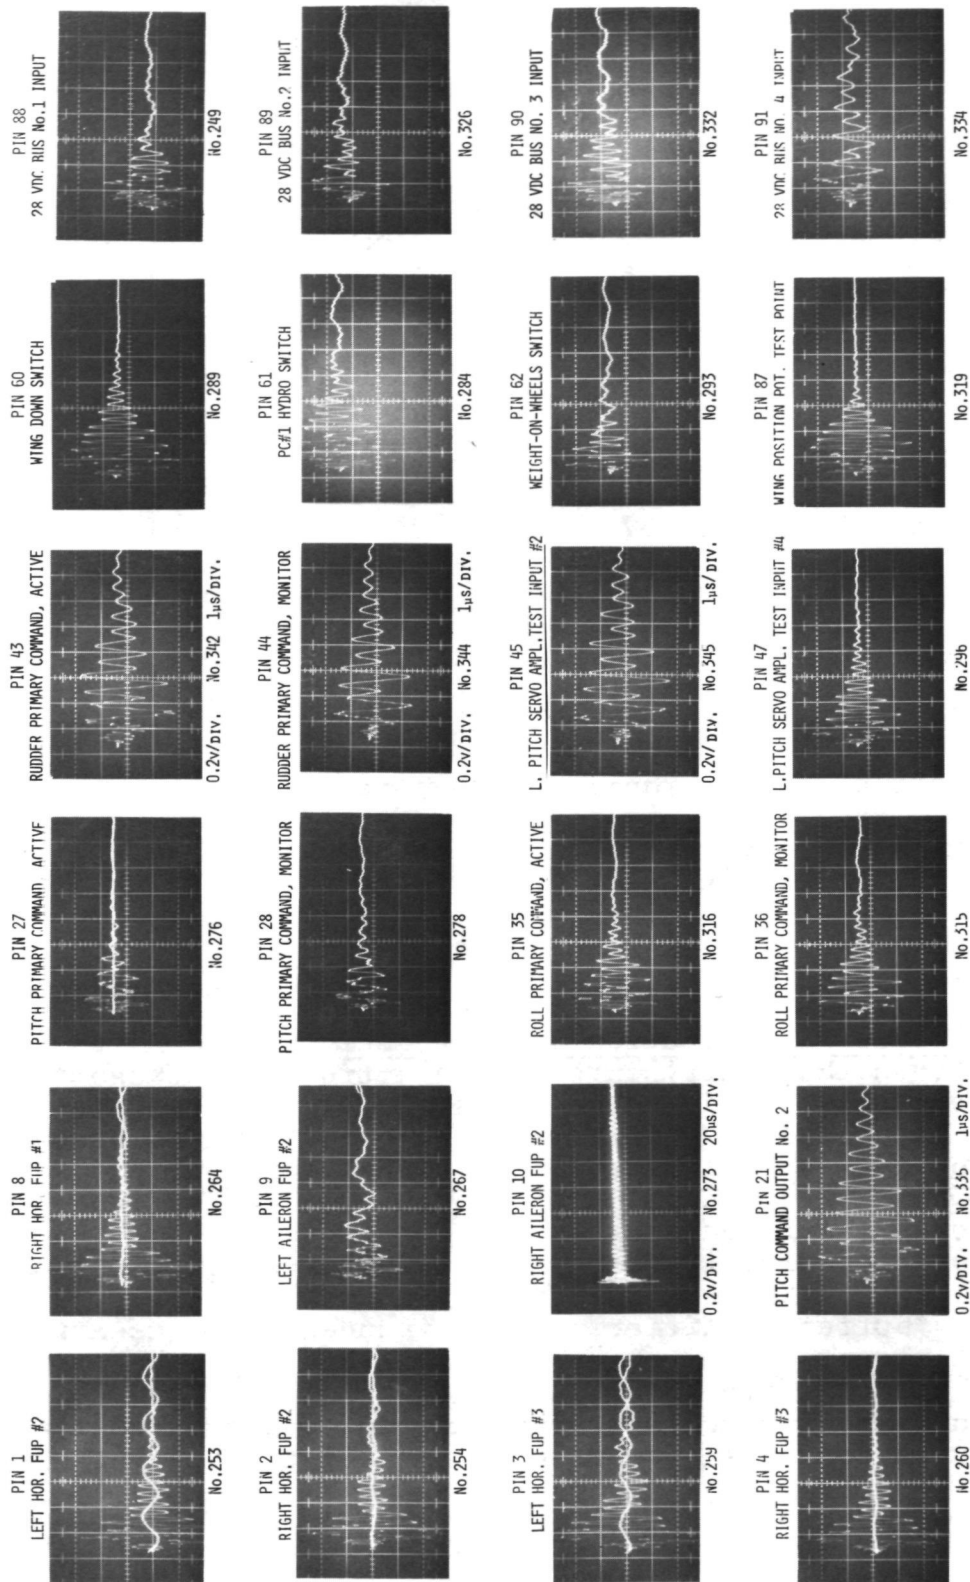 PIN 1
LEFT HOR. FUP #2
No.253
PIN 8
RIGHT HOR. FUP #1
No.264
PIN 27
PITCH PRIMARY COMMAND, ACTIVE
No.276
PIN 43
RUDDER PRIMARY COMMAND, ACTIVE
0.2v/DIV. No.342 1µs/DIV.
PIN 60
WING DOWN SWITCH
No.289
PIN 88
28 VDC BUS No.1 INPUT
No.249
PIN 2
RIGHT HOR. FUP #2
No.254
PIN 9
LEFT AILERON FUP #2
No.267
PIN 28
PITCH PRIMARY COMMAND, MONITOR
No.278
PIN 44
RUDDER PRIMARY COMMAND, MONITOR
0.2v/DIV. No.344 1µs/DIV.
PIN 61
PC#1 HYDRO SWITCH
No.284
PIN 89
28 VDC BUS No.2 INPUT
No.326
PIN 3
LEFT HOR. FUP #3
No.259
PIN 10
RIGHT AILERON FUP #2
0.2v/DIV. No.273 20µs/DIV.
PIN 35
ROLL PRIMARY COMMAND, ACTIVE
No.316
PIN 45
L. PITCH SERVO AMPL.TEST INPUT #2
0.2v/DIV. No.345 1µs/DIV.
PIN 62
WEIGHT-ON-WHEELS SWITCH
No.293
PIN 90
28 VDC BUS NO. 3 INPUT
No.332
PIN 4
RIGHT HOR. FUP #3
No.260
PIN 21
PITCH COMMAND OUTPUT No. 2
0.2v/DIV. No.335 1µs/DIV.
PIN 36
ROLL PRIMARY COMMAND, MONITOR
No.315
PIN 47
L.PITCH SERVO AMPL. TEST INPUT #4
No.296
PIN 87
WING POSITION POT. TEST POINT
No.319
PIN 91
28 VDC BUS NO. 4 INPUT
No.334